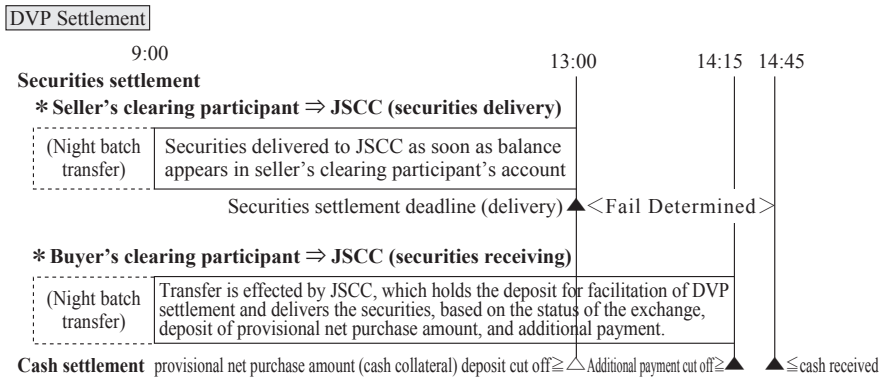 DVP Settlement
9:00
13:00
14:15 14:45
Securities settlement
＊Seller's clearing participant ⇒ JSCC (securities delivery)
(Night batch transfer)
Securities delivered to JSCC as soon as balance
appears in seller's clearing participant's account
Securities settlement deadline (delivery) ▲ ＜Fail Determined＞
＊Buyer's clearing participant ⇒ JSCC (securities receiving)
(Night batch
transfer)
Transfer is effected by JSCC, which holds the deposit for facilitation of DVP
settlement and delivers the securities, based on the status of the exchange,
deposit of provisional net purchase amount, and additional payment.
Cash settlement provisional net purchase amount (cash collateral) deposit cut off≧△Additional payment cut off≧▲ ▲≦cash received